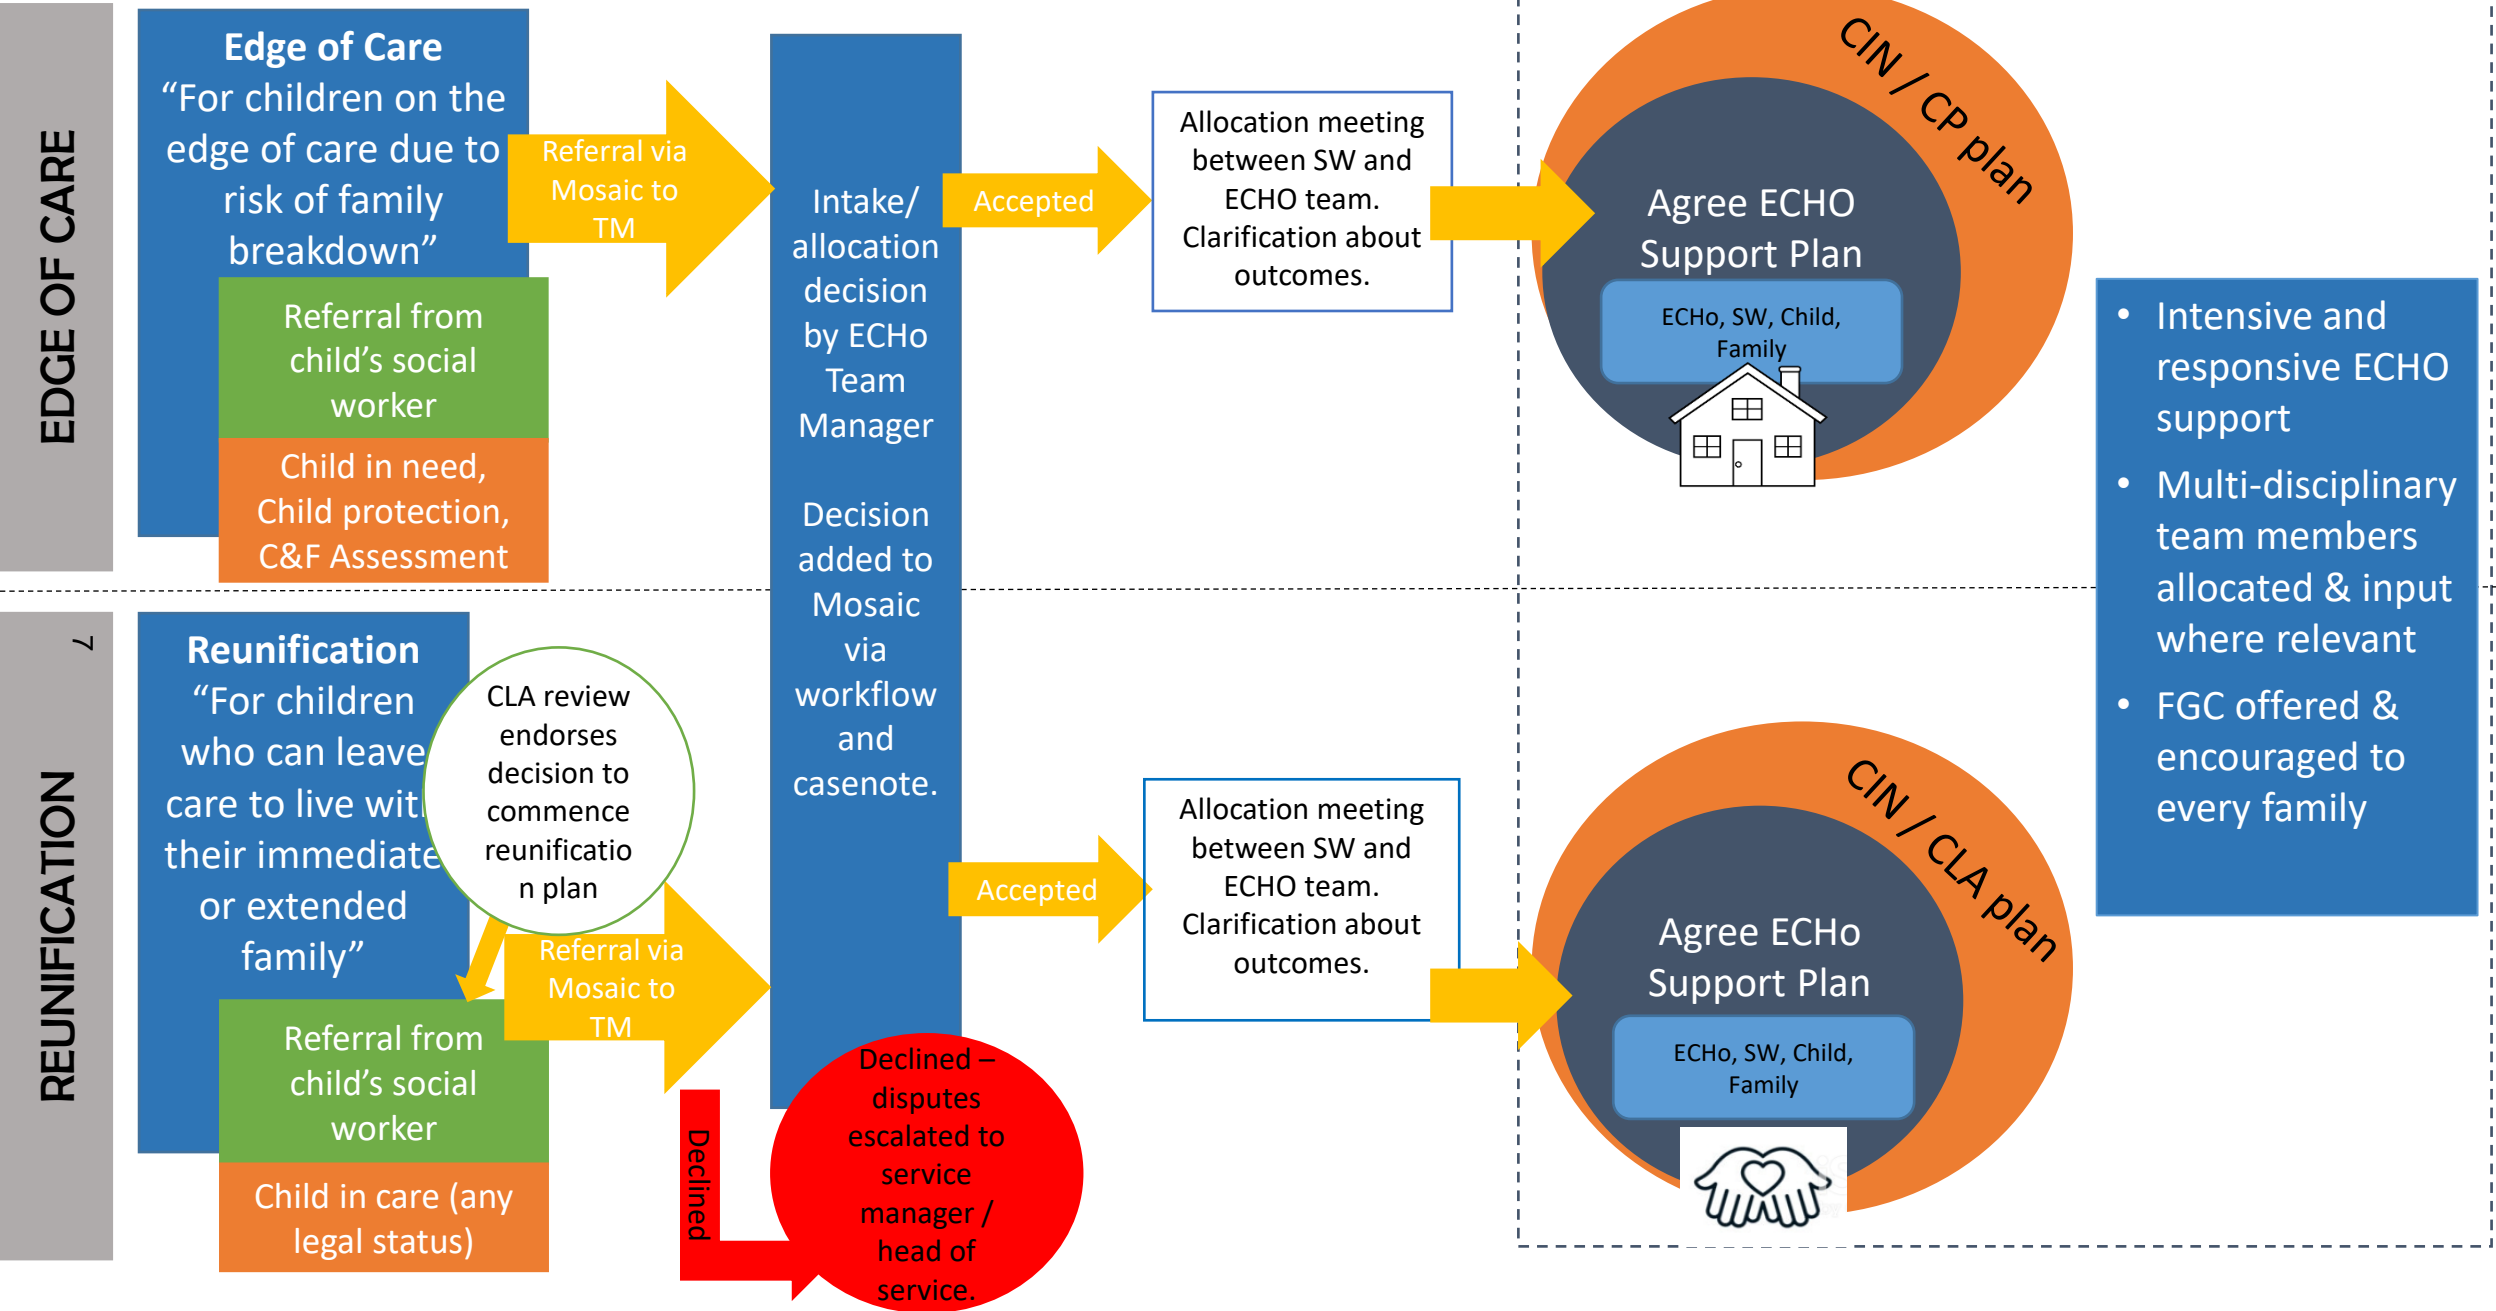 EDGE OF CARE
Edge of Care
“For children on the
edge of care due to
risk of family
breakdown”
Referral from
child’s social
worker
Child in need,
Child protection,
C&F Assessment
Referral via
Mosaic to
TM
Intake/
allocation
decision
by ECHo
Team
Manager
Decision
added to
Mosaic
via
workflow
and
casenote.
Accepted
Allocation meeting
between SW and
ECHO team.
Clarification about
outcomes.
CIN / CP plan
Agree ECHO
Support Plan
ECHo, SW, Child,
Family
• Intensive and
responsive ECHO
support
• Multi-disciplinary
team members
allocated & input
where relevant
• FGC offered &
encouraged to
every family
7
REUNIFICATION
Reunification
“For children
who can leave
care to live with
their immediate
or extended
family”
CLA review
endorses
decision to
commence
reunificatio
n plan
Referral from
child’s social
worker
Child in care (any
legal status)
Referral via
Mosaic to
TM
Declined
Declined –
disputes
escalated to
service
manager /
head of
service.
Accepted
Allocation meeting
between SW and
ECHO team.
Clarification about
outcomes.
CIN / CLA plan
Agree ECHo
Support Plan
ECHo, SW, Child,
Family